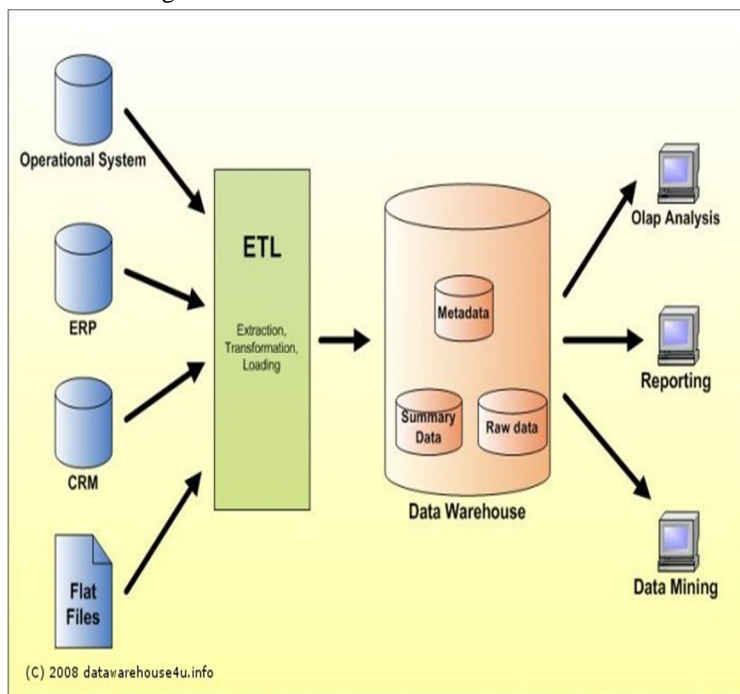 Operational System
ERP
CRM
Flat
Files
ETL
Extraction,
Transformation,
Loading
Metadata
Summary
Data
Raw data
Data Warehouse
Olap Analysis
Reporting
Data Mining
(C) 2008 datawarehouse4u.info